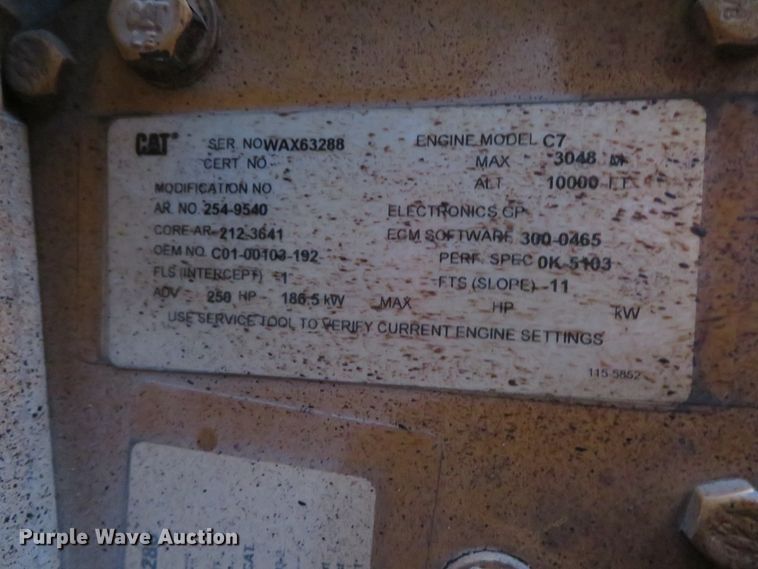 CAT® SER. NO WAX63288 ENGINE MODEL C7
CERT NO. MAX 3048 M
MODIFICATION NO ALT 10000 FT
AR. NO. 254-9540 ELECTRONICS GP
CORE AR- 212-3641 ECM SOFTWARE 300-0465
OEM NO. C01-00103-192 PERF. SPEC 0K-5103
FLS (INTERCEPT) -1 FTS (SLOPE) -11
ADV 250 HP 186.5 kW MAX HP kW
USE SERVICE TOOL TO VERIFY CURRENT ENGINE SETTINGS
115-5852
Purple Wave Auction